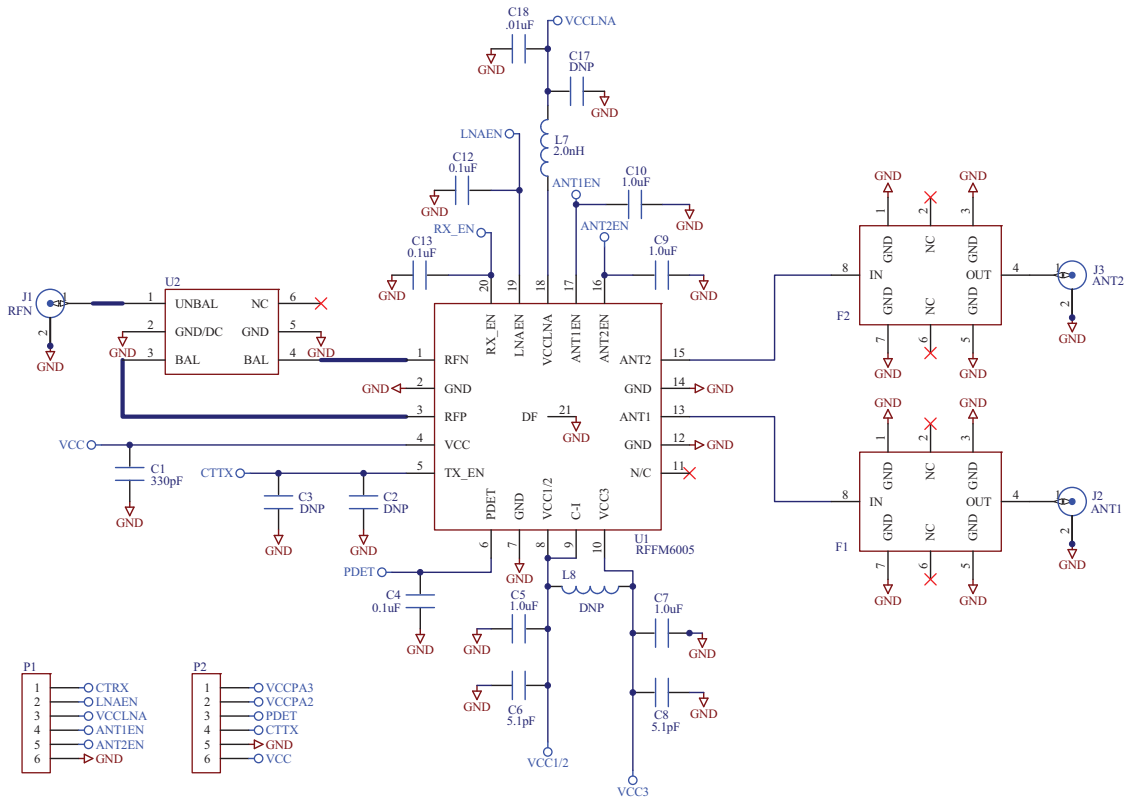 C18
.01uF
VCCLNA
GND
C17
DNP
GND
LNAEN
L7
2.0nH
C12
0.1uF
GND
ANT1EN
C10
1.0uF
GND
RX_EN
C13
0.1uF
GND
ANT2EN
C9
1.0uF
GND
20 19 18 17 16
RX_EN LNAEN VCCLNA ANT1EN ANT2EN
J1
RFN
1
2
GND
U2
1 UNBAL NC 6
2 GND/DC GND 5
3 BAL BAL 4
GND GND
1 RFN
GND 2 GND
3 RFP
4 VCC
5 TX_EN
DF 21
GND
ANT2 15
GND 14 GND
ANT1 13
GND 12 GND
N/C 11
PDET GND VCC1/2 C-I VCC3
6 7 8 9 10
U1
RFFM6005
VCC
C1
330pF
GND
CTTX
C3
DNP
GND
C2
DNP
GND
PDET
C4
0.1uF
GND
GND
L8
DNP
C5
1.0uF
GND
C7
1.0uF
GND
C6
5.1pF
GND
C8
5.1pF
GND
VCC1/2
VCC3
GND GND
1 2 3
GND NC GND
8 IN OUT 4
GND NC GND
F2
7 6 5
GND GND
1
J3
ANT2
2
GND
GND GND
1 2 3
GND NC GND
8 IN OUT 4
GND NC GND
F1
7 6 5
GND GND
1
J2
ANT1
2
GND
P1
1 CTRX
2 LNAEN
3 VCCLNA
4 ANT1EN
5 ANT2EN
6 GND
P2
1 VCCPA3
2 VCCPA2
3 PDET
4 CTTX
5 GND
6 VCC